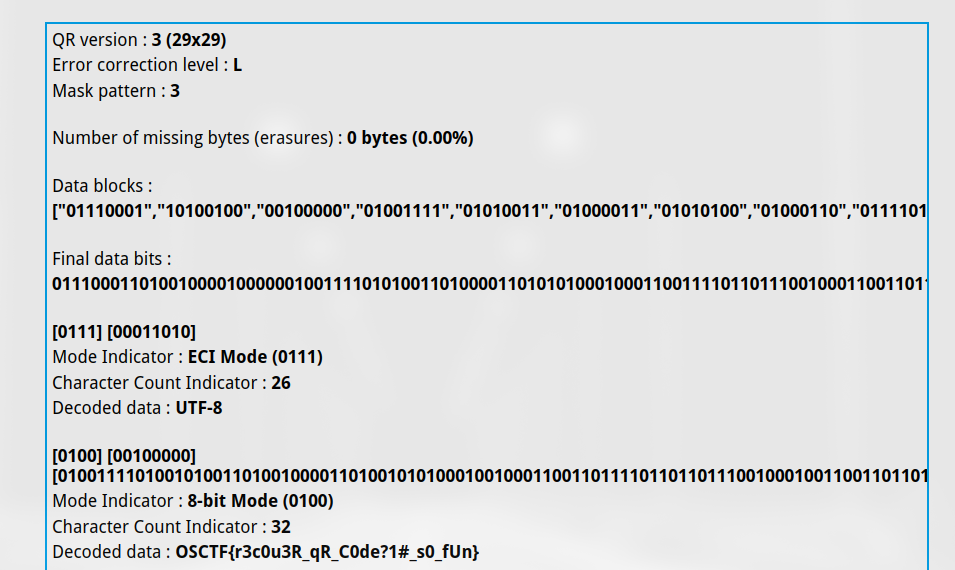 QR version : 3 (29x29)
Error correction level : L
Mask pattern : 3
Number of missing bytes (erasures) : 0 bytes (0.00%)
Data blocks :
["01110001","10100100","00100000","01001111","01010011","01000011","01010100","01000110","0111101
Final data bits :
01110001101001000010000001001111010100110100001101010100010001100111101101110010001100110111
[0111] [00011010]
Mode Indicator : ECI Mode (0111)
Character Count Indicator : 26
Decoded data : UTF-8
[0100] [00100000]
[0100111101001010011010010000110100101010100010010001100110111101101101110010001001100110110​1
Mode Indicator : 8-bit Mode (0100)
Character Count Indicator : 32
Decoded data : OSCTF{r3c0u3R_qR_C0de?1#_s0_fUn}